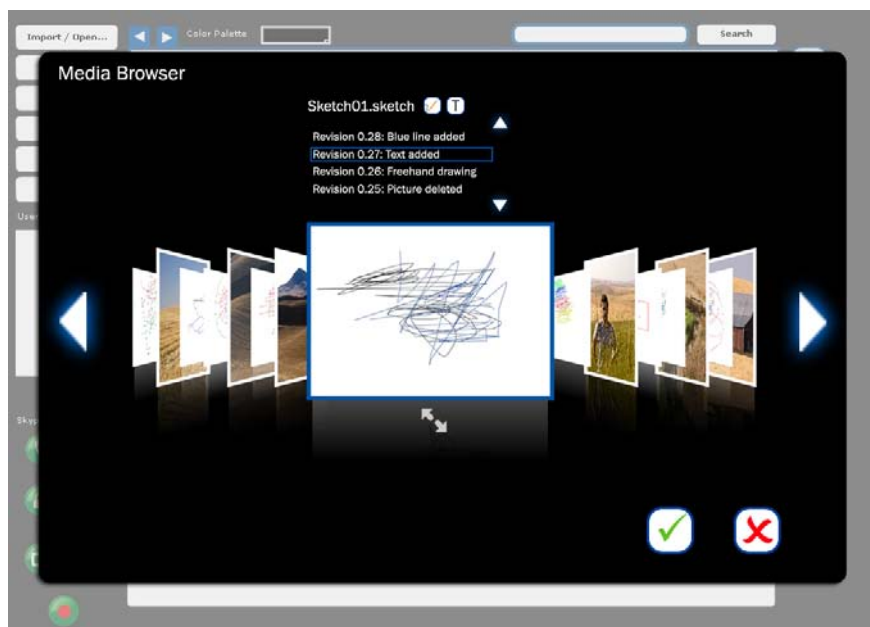 Import / Open...
Color Palette
Search
Media Browser
Sketch01.sketch
T
Revision 0.28: Blue line added
Revision 0.27: Text added
Revision 0.26: Freehand drawing
Revision 0.25: Picture deleted